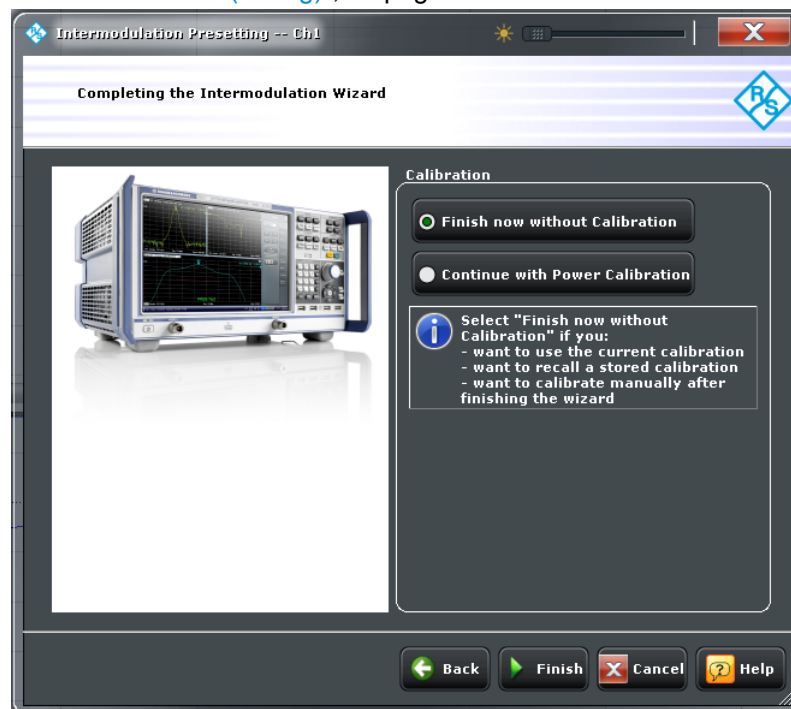 Intermodulation Presetting -- Ch1
X
Completing the Intermodulation Wizard
R/S
Calibration
Finish now without Calibration
Continue with Power Calibration
Select "Finish now without
Calibration" if you:
- want to use the current calibration
- want to recall a stored calibration
- want to calibrate manually after
finishing the wizard
Back Finish Cancel Help